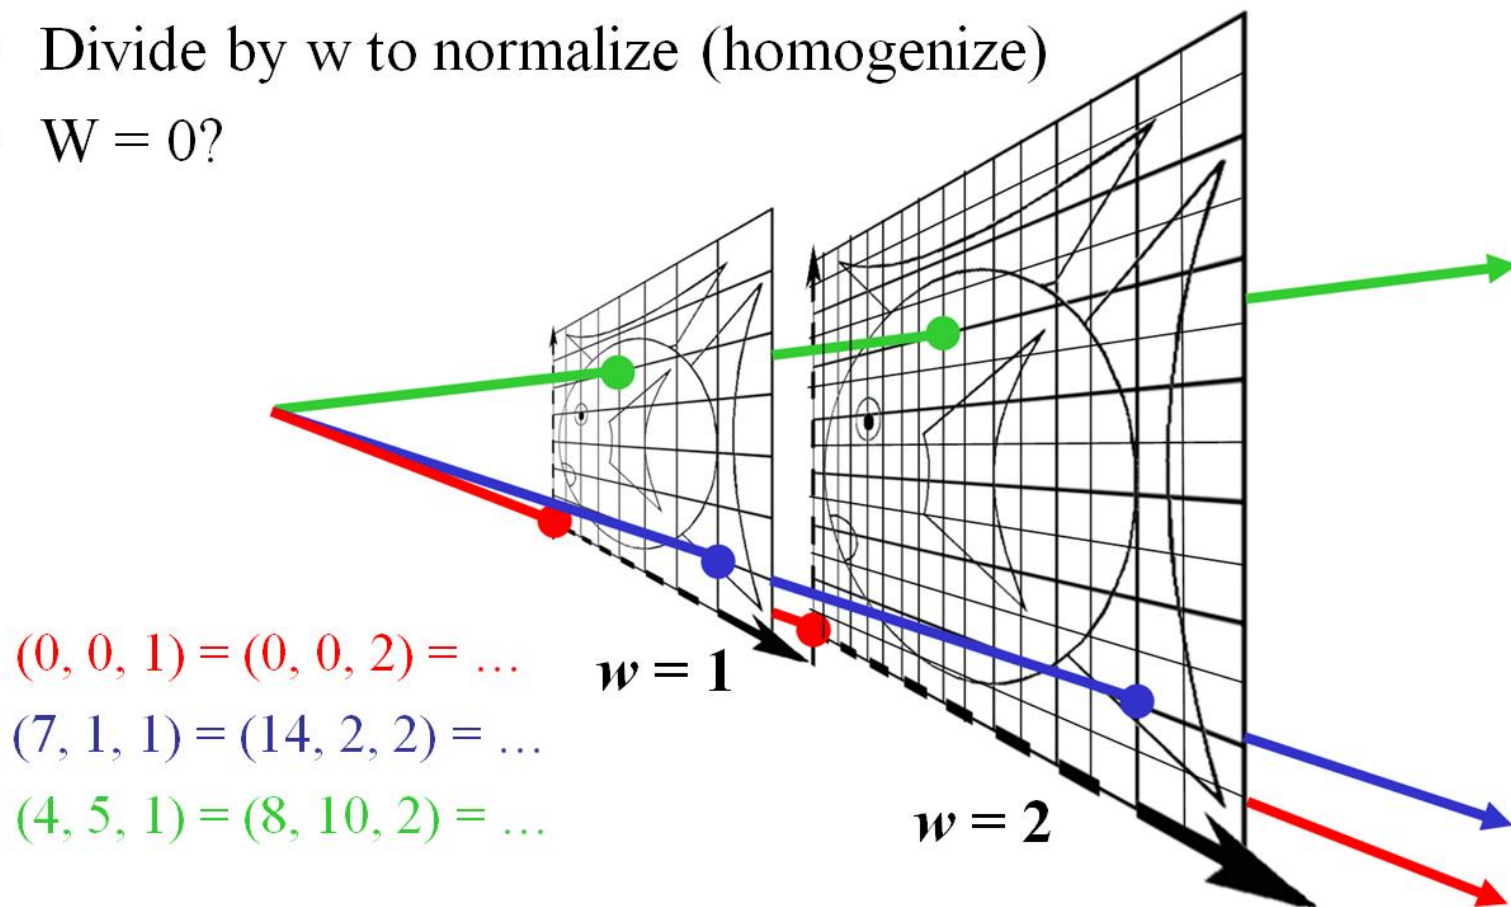 Divide by w to normalize (homogenize)
W = 0?
(0, 0, 1) = (0, 0, 2) = …
w = 1
(7, 1, 1) = (14, 2, 2) = …
(4, 5, 1) = (8, 10, 2) = …
w = 2